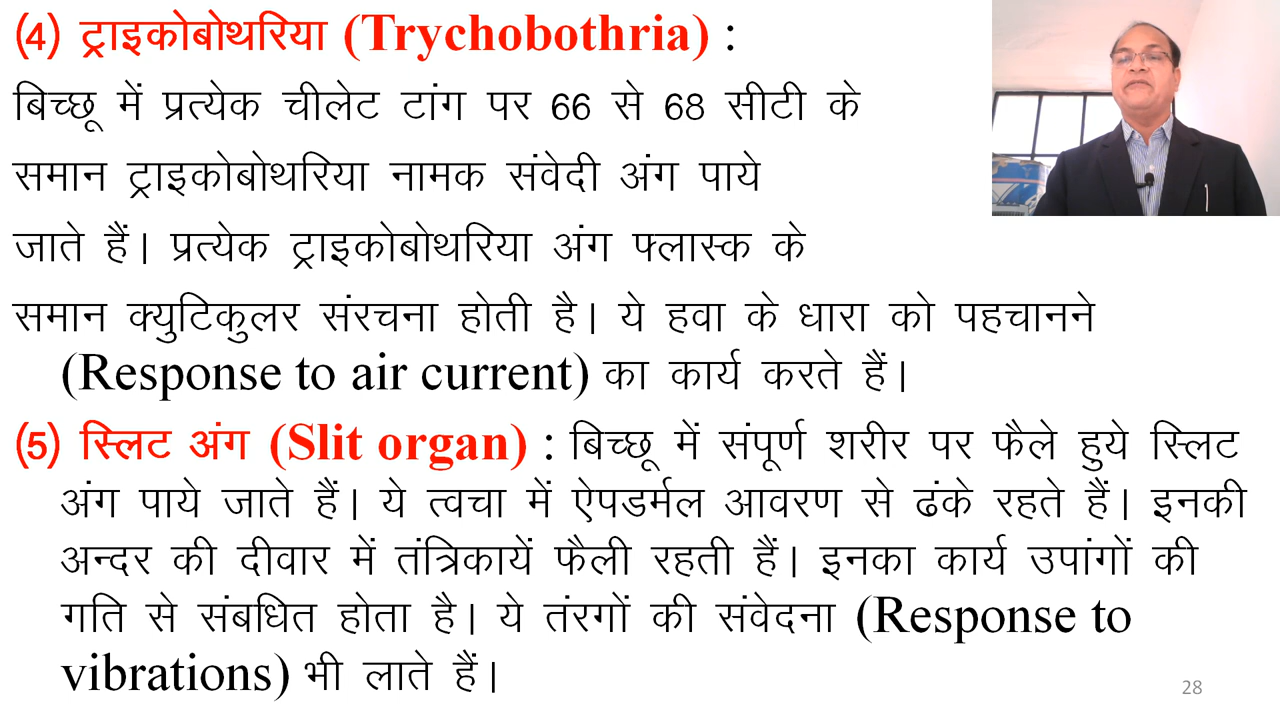 (4) ट्राइकोबोथरिया (Trychobothria) :
बिच्छू में प्रत्येक चीलेट टांग पर 66 से 68 सीटी के
समान ट्राइकोबोथरिया नामक संवेदी अंग पाये
जाते हैं। प्रत्येक ट्राइकोबोथरिया अंग फ्लास्क के
समान क्युटिकुलर संरचना होती है। ये हवा के धारा को पहचानने
(Response to air current) का कार्य करते हैं।
(5) स्लिट अंग (Slit organ) : बिच्छू में संपूर्ण शरीर पर फैले हुये स्लिट
अंग पाये जाते हैं। ये त्वचा में ऐपडर्मल आवरण से ढंके रहते हैं। इनकी
अन्दर की दीवार में तंत्रिकायें फैली रहती हैं। इनका कार्य उपांगों की
गति से संबधित होता है। ये तंरगों की संवेदना (Response to
vibrations) भी लाते हैं।
28